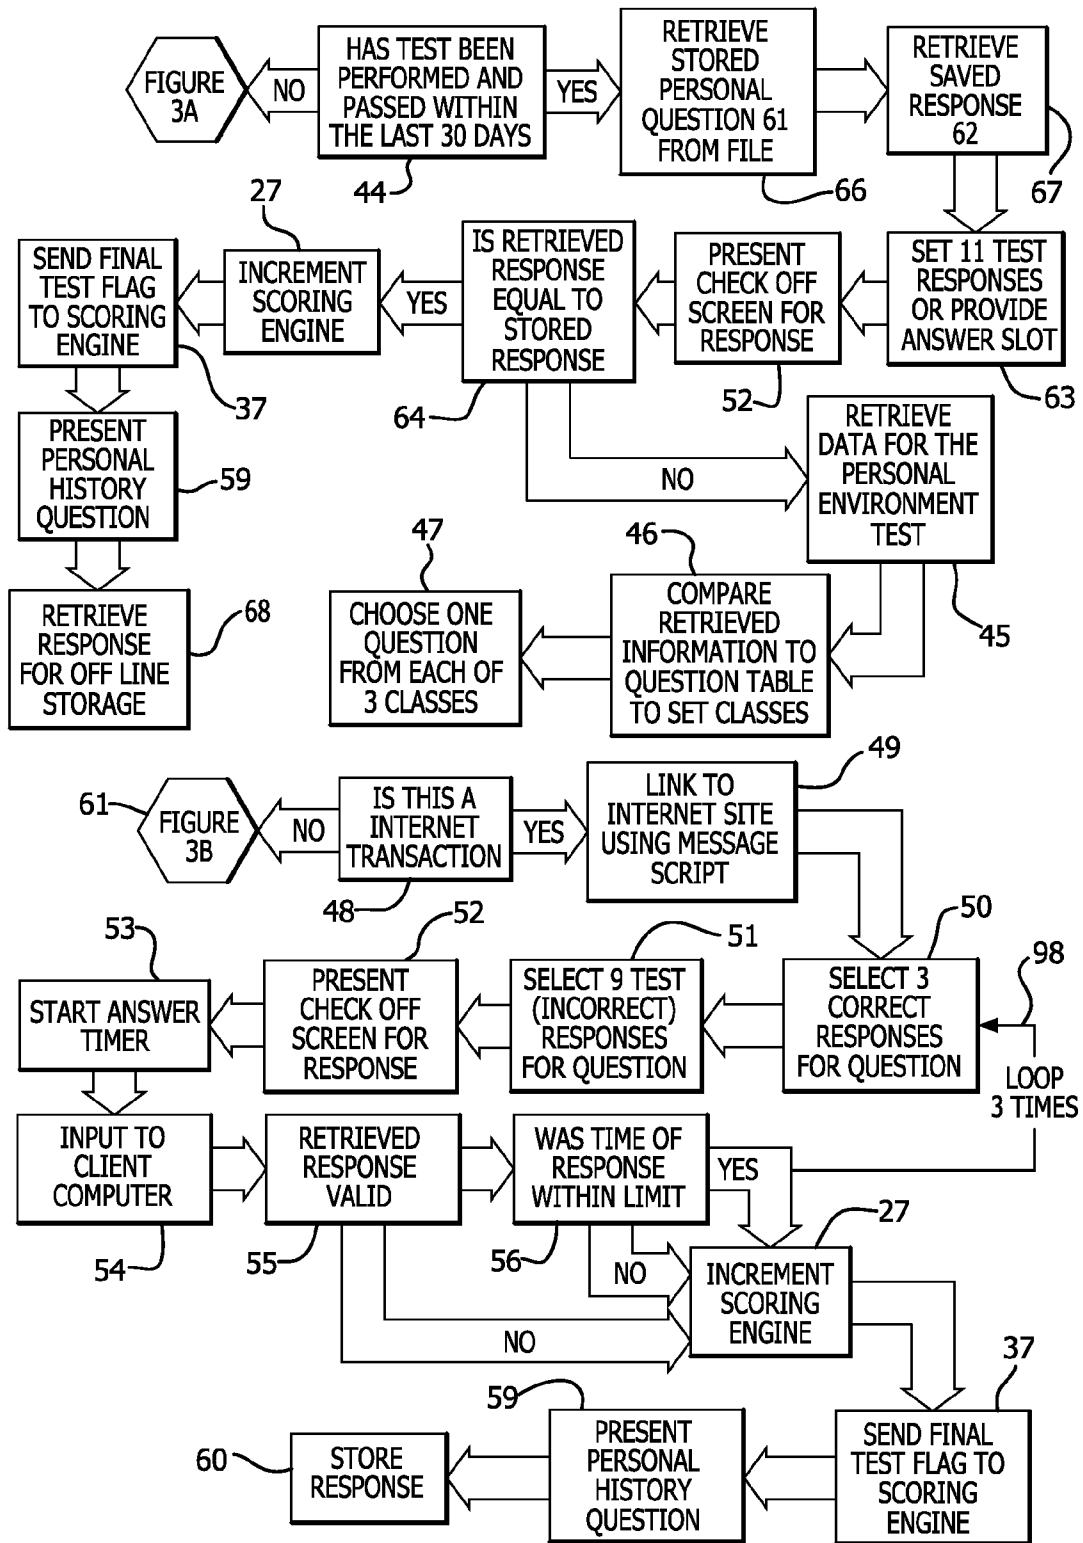 FIGURE
3A
NO
HAS TEST BEEN
PERFORMED AND
PASSED WITHIN
THE LAST 30 DAYS
44
YES
RETRIEVE
STORED
PERSONAL
QUESTION 61
FROM FILE
66
RETRIEVE
SAVED
RESPONSE
62
67
SEND FINAL
TEST FLAG
TO SCORING
ENGINE
37
27
INCREMENT
SCORING
ENGINE
YES
IS RETRIEVED
RESPONSE
EQUAL TO
STORED
RESPONSE
64
PRESENT
CHECK OFF
SCREEN FOR
RESPONSE
52
SET 11 TEST
RESPONSES
OR PROVIDE
ANSWER SLOT
63
PRESENT
PERSONAL
HISTORY
QUESTION
59
NO
RETRIEVE
DATA FOR THE
PERSONAL
ENVIRONMENT
TEST
45
RETRIEVE
RESPONSE
FOR OFF LINE
STORAGE
68
47
CHOOSE ONE
QUESTION
FROM EACH OF
3 CLASSES
46
COMPARE
RETRIEVED
INFORMATION TO
QUESTION TABLE
TO SET CLASSES
61
FIGURE
3B
NO
IS THIS A
INTERNET
TRANSACTION
48
YES
LINK TO
INTERNET SITE
USING MESSAGE
SCRIPT
49
53
START ANSWER
TIMER
52
PRESENT
CHECK OFF
SCREEN FOR
RESPONSE
51
SELECT 9 TEST
(INCORRECT)
RESPONSES
FOR QUESTION
50
SELECT 3
CORRECT
RESPONSES
FOR QUESTION
98
LOOP
3 TIMES
INPUT TO
CLIENT
COMPUTER
54
RETRIEVED
RESPONSE
VALID
55
WAS TIME OF
RESPONSE
WITHIN LIMIT
56
YES
NO
NO
27
INCREMENT
SCORING
ENGINE
60
STORE
RESPONSE
59
PRESENT
PERSONAL
HISTORY
QUESTION
37
SEND FINAL
TEST FLAG TO
SCORING
ENGINE